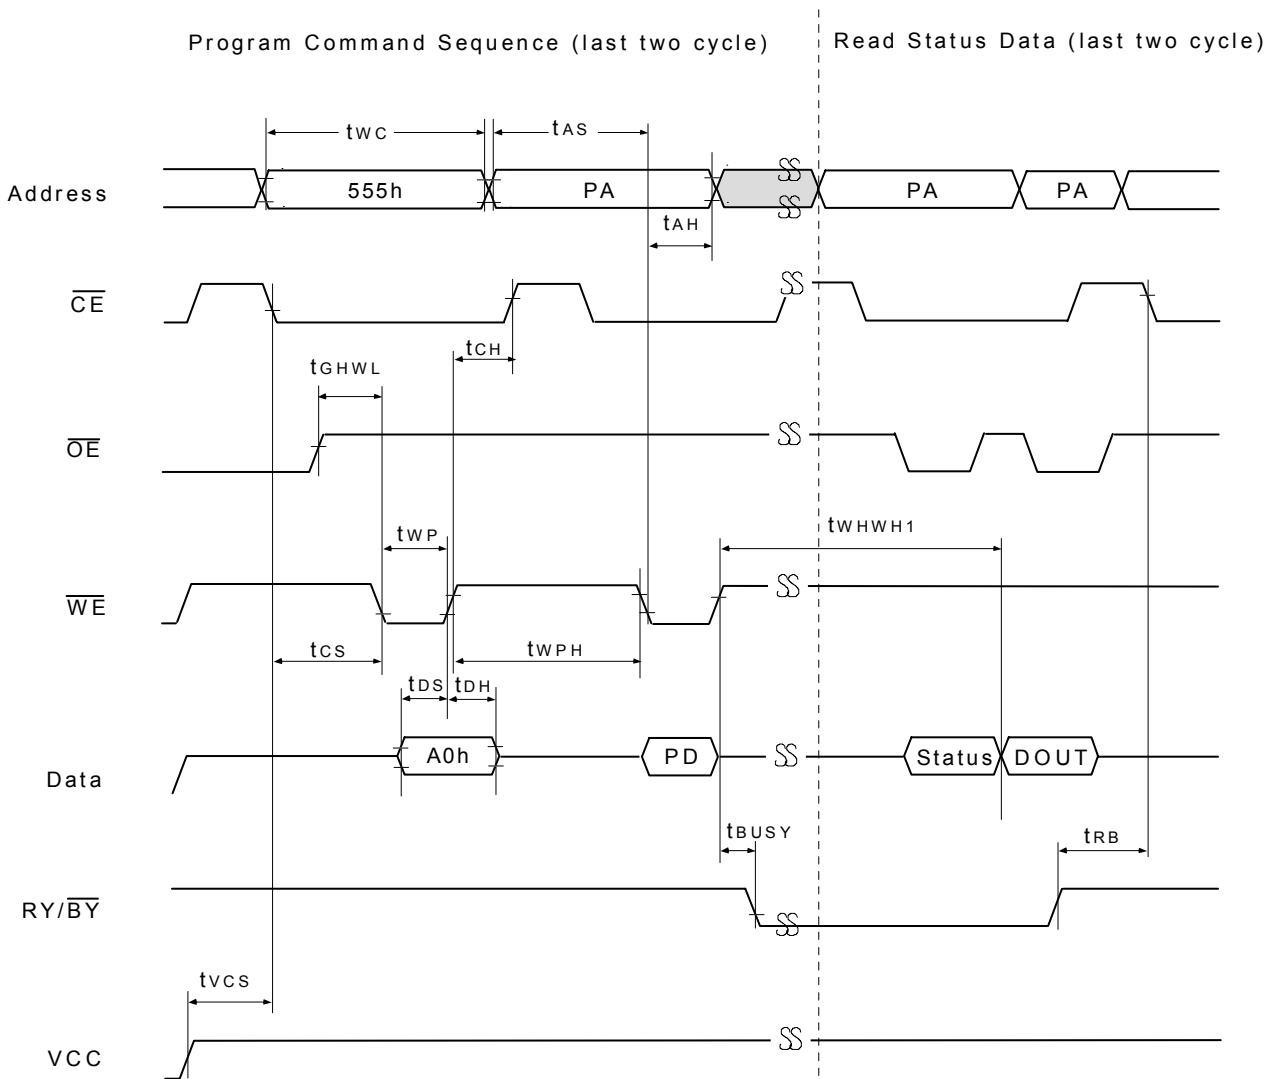 Program Command Sequence (last two cycle)
Read Status Data (last two cycle)
tWC
tAS
Address
555h
PA
PA
PA
tAH
CE
tCH
tGHWL
OE
tWP
tWHWH1
WE
tCS
tWPH
tDS
tDH
Data
A0h
PD
Status
DOUT
tBUSY
tRB
RY/BY
tVCS
VCC